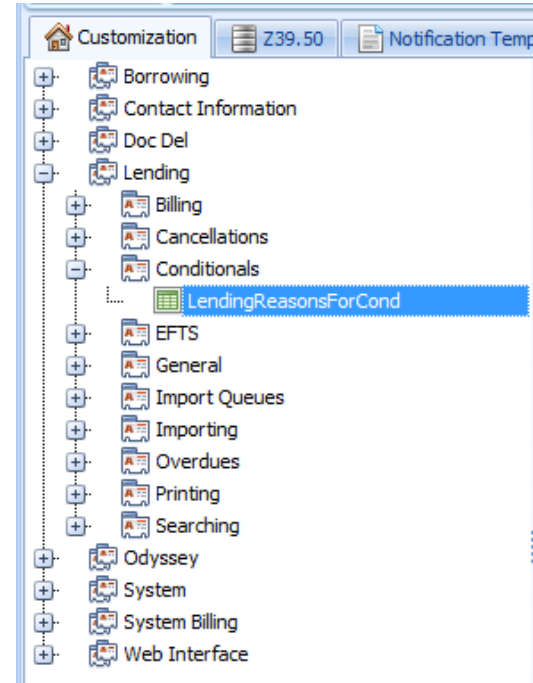 Customization Z39.50 Notification Temp
Borrowing
Contact Information
Doc Del
Lending
Billing
Cancellations
Conditionals
LendingReasonsForCond
EFTS
General
Import Queues
Importing
Overdues
Printing
Searching
Odyssey
System
System Billing
Web Interface